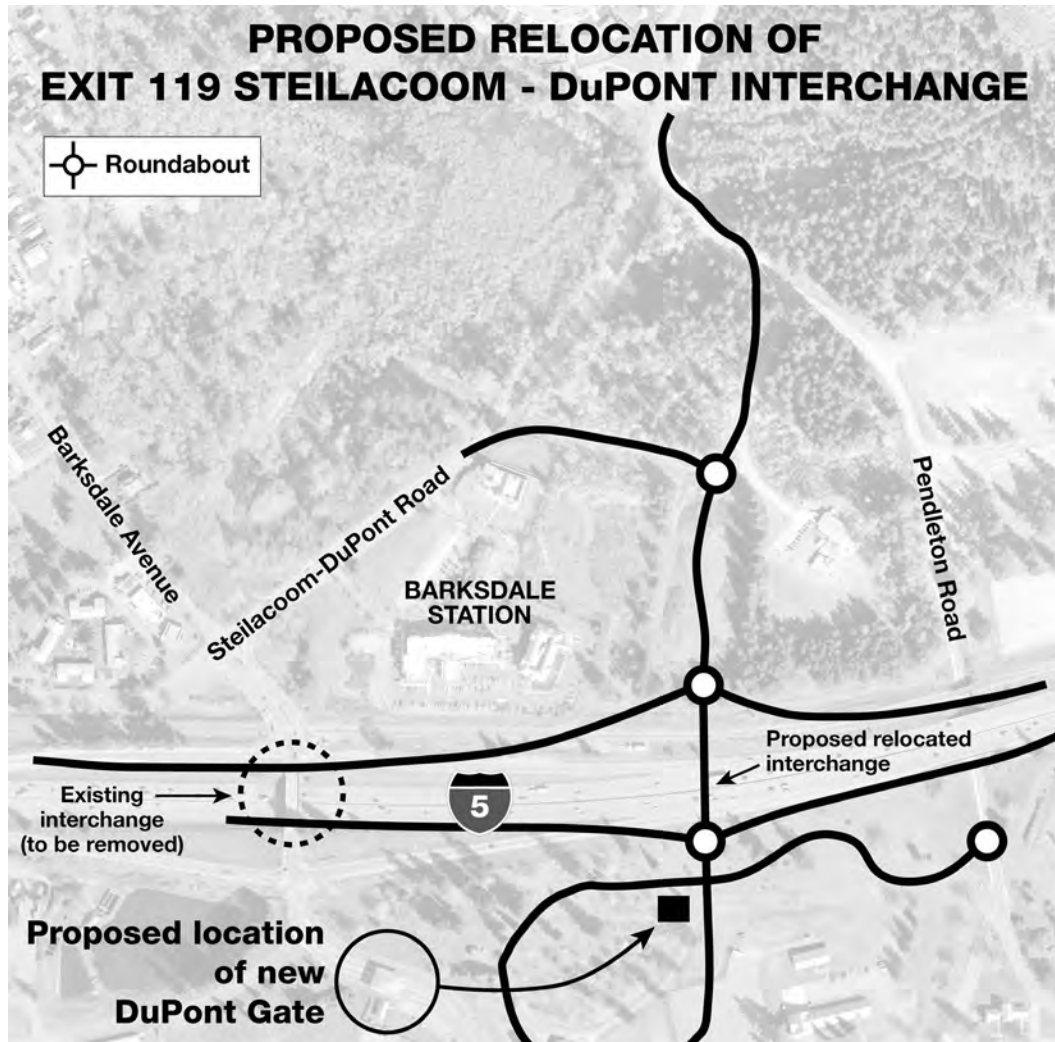 PROPOSED RELOCATION OF
EXIT 119 STEILACOOM - DuPONT INTERCHANGE
Roundabout
Barksdale Avenue
Steilacoom-DuPont Road
Pendleton Road
BARKSDALE
STATION
Proposed relocated
interchange
Existing
interchange
(to be removed)
5
Proposed location
of new
DuPont Gate